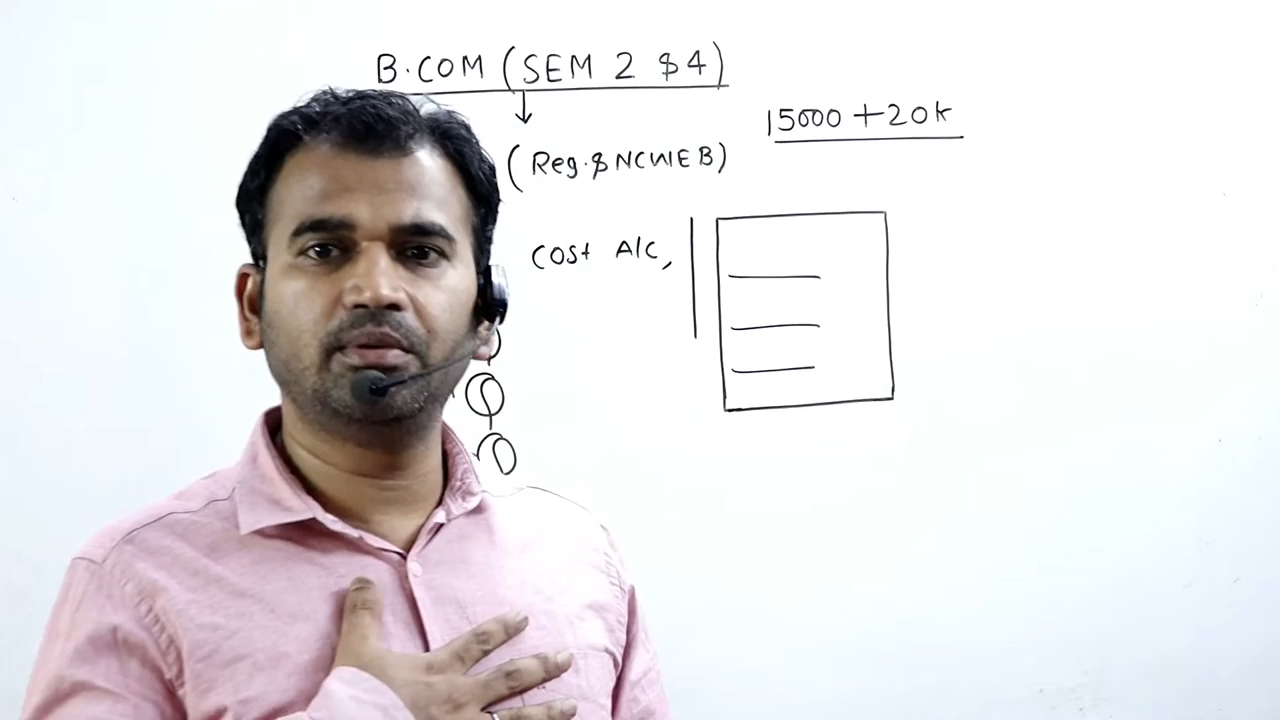 B.COM (SEM 2 $4)
15000 + 20k
(Reg. $ NCWEB)
Cost A/C,